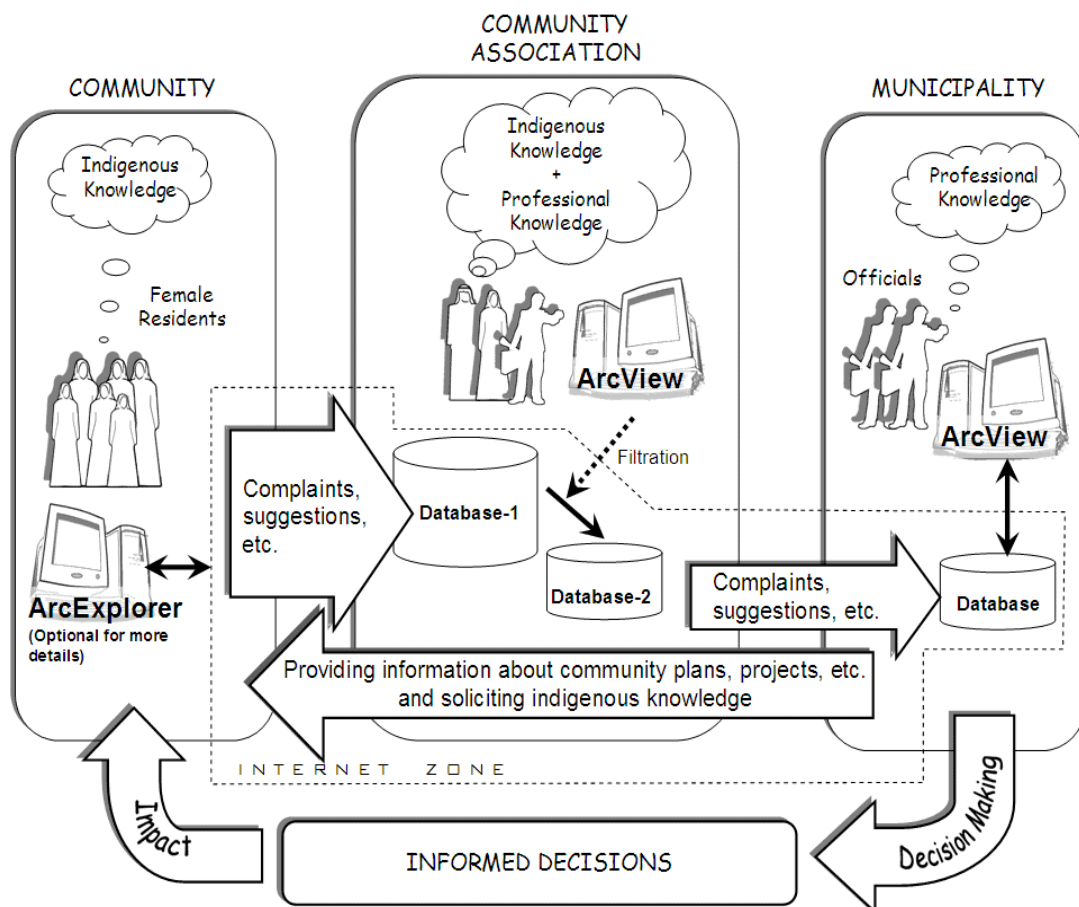 COMMUNITY
COMMUNITY
ASSOCIATION
MUNICIPALITY
Indigenous
Knowledge
Female
Residents
ArcExplorer
(Optional for more
details)
Indigenous
Knowledge
+
Professional
Knowledge
ArcView
Filtration
Complaints,
suggestions,
etc.
Database-1
Database-2
Professional
Knowledge
Officials
ArcView
Complaints,
suggestions, etc.
Database
Providing information about community plans, projects, etc.
and soliciting indigenous knowledge
INTERNET ZONE
Impact
INFORMED DECISIONS
Decision Making